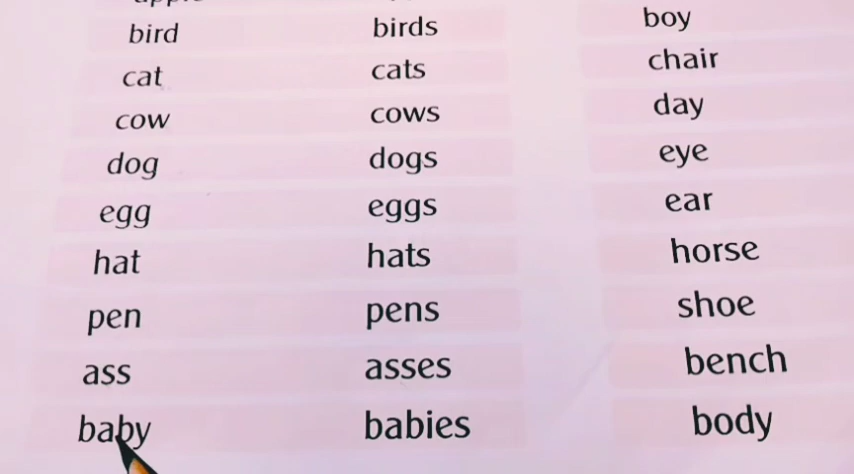 bird birds boy
cat cats chair
cow cows day
dog dogs eye
egg eggs ear
hat hats horse
pen pens shoe
ass asses bench
baby babies body